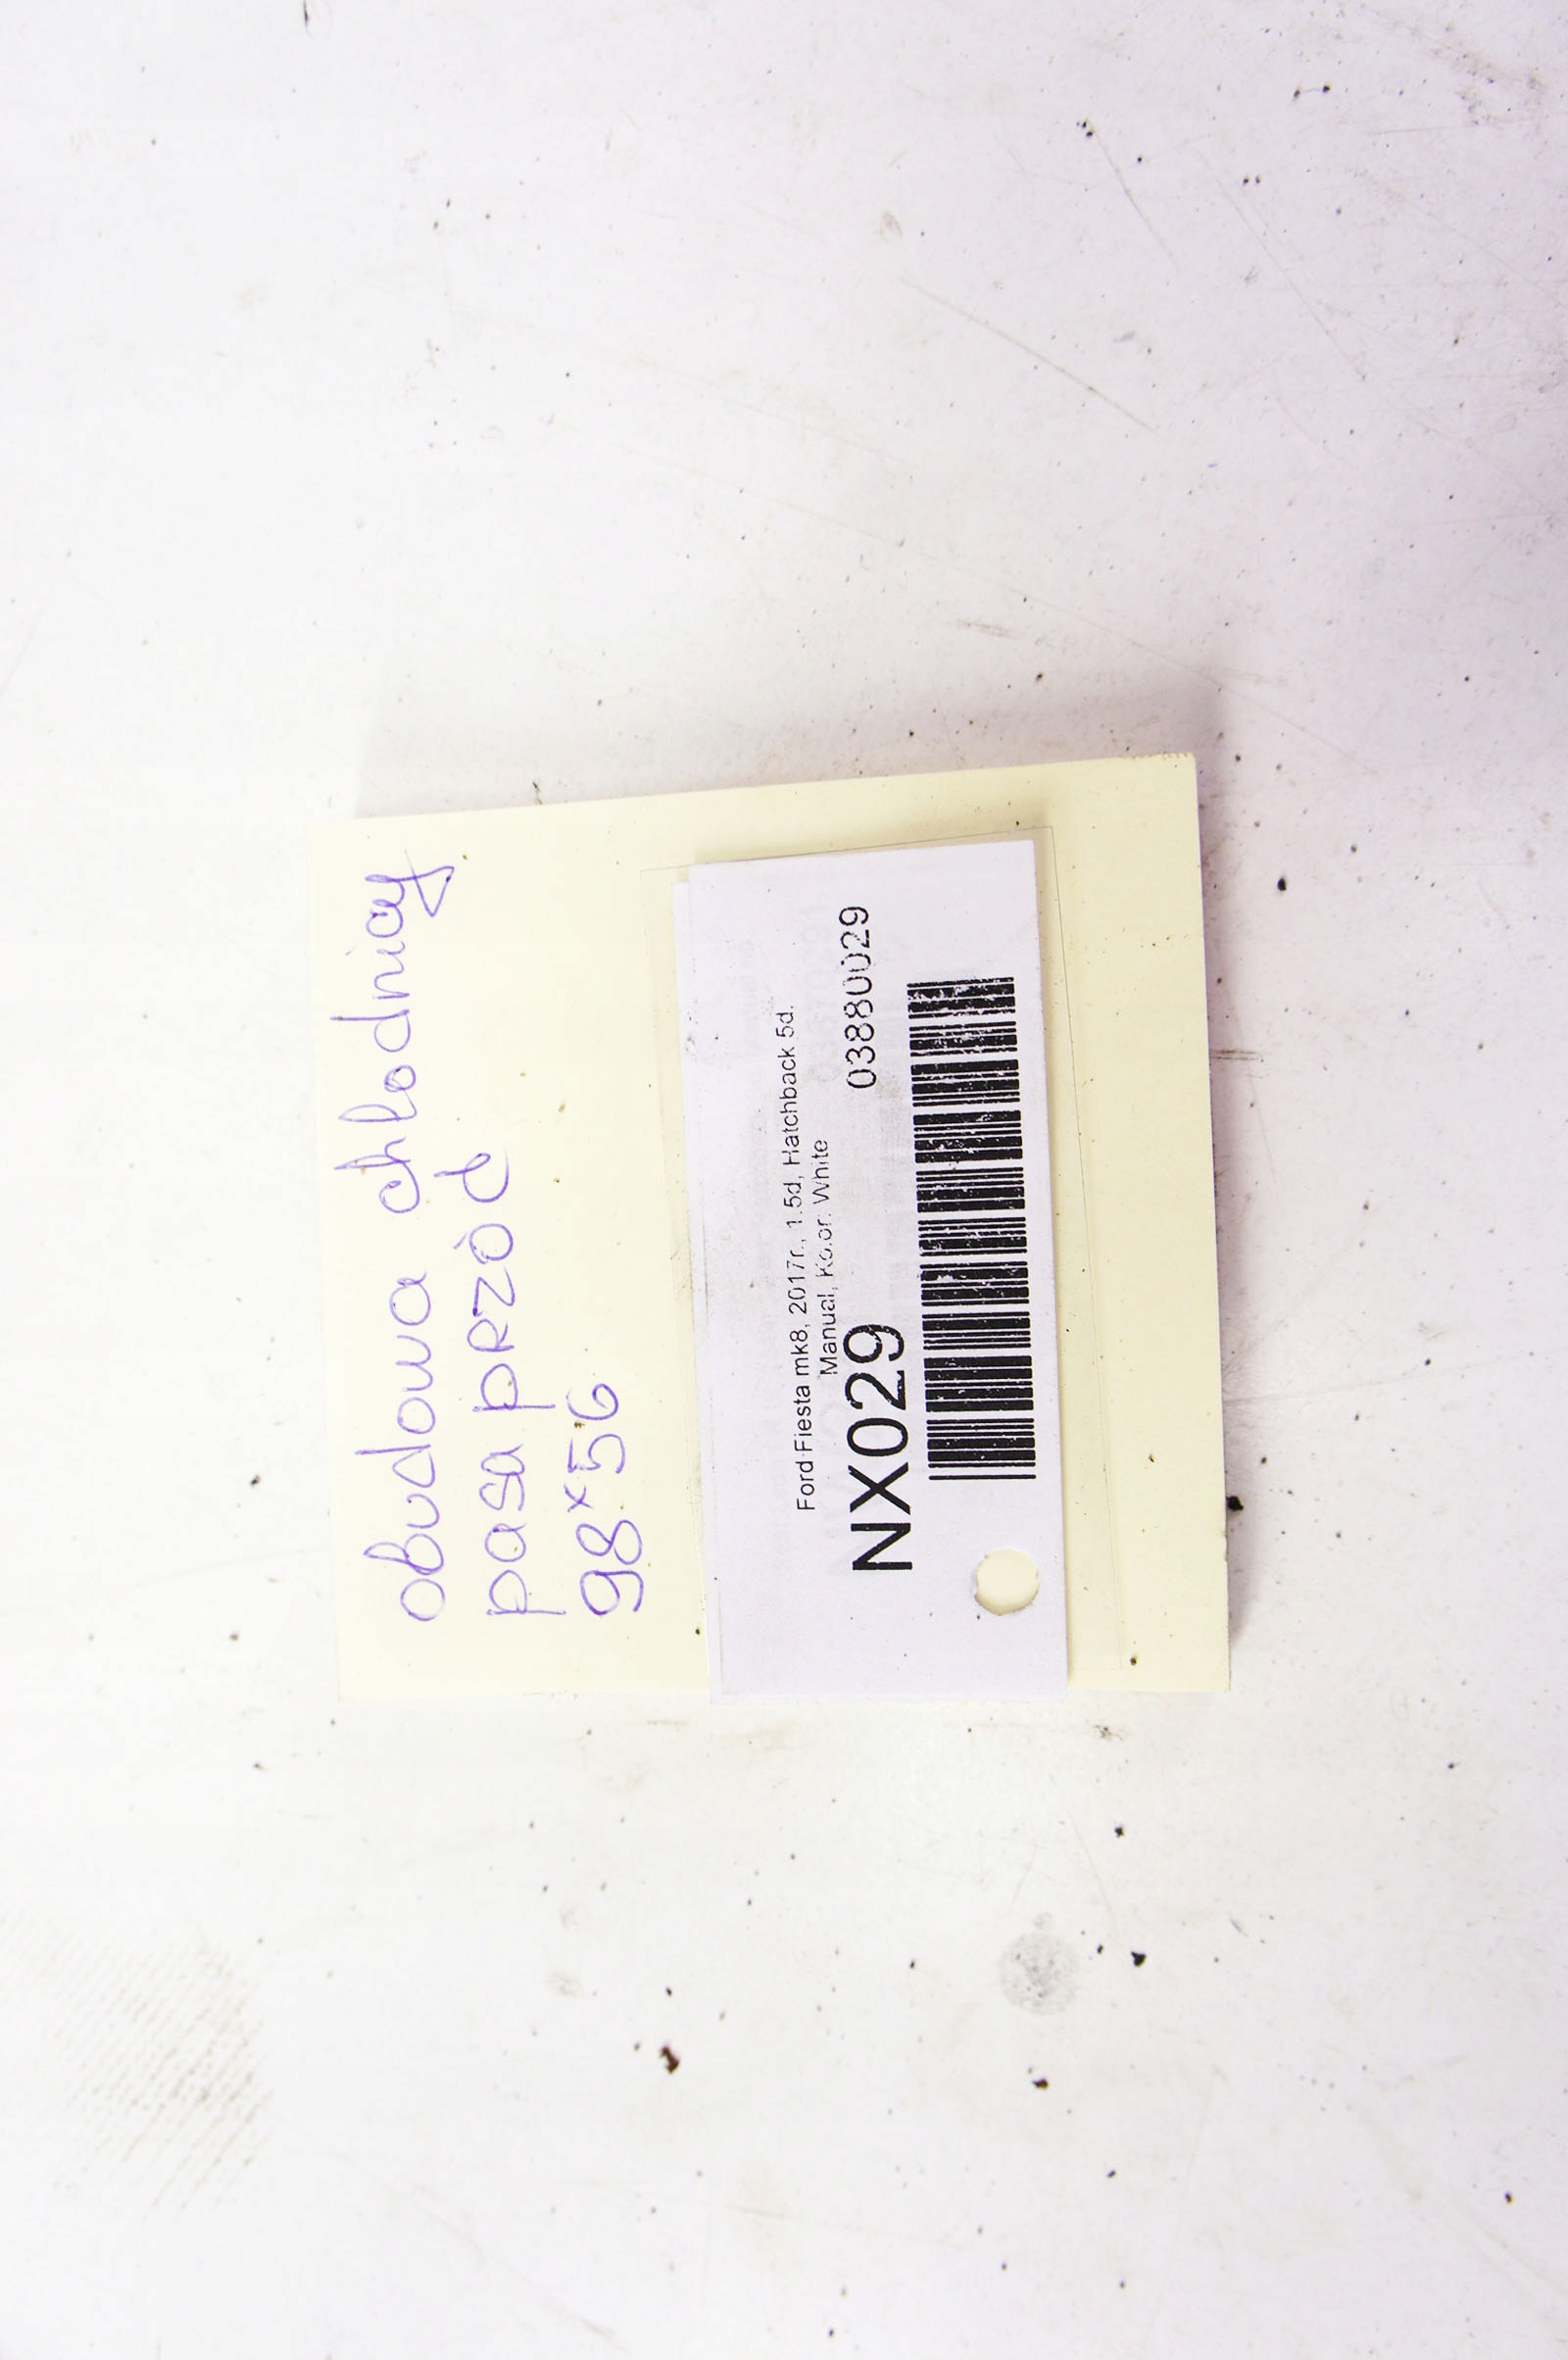 obudowa chłodnicy
pasa przód
98x56
Ford Fiesta mk8, 2017r., 1.5d, Hatchback 5d.
Manual, Kolor: White
NX029 03880029